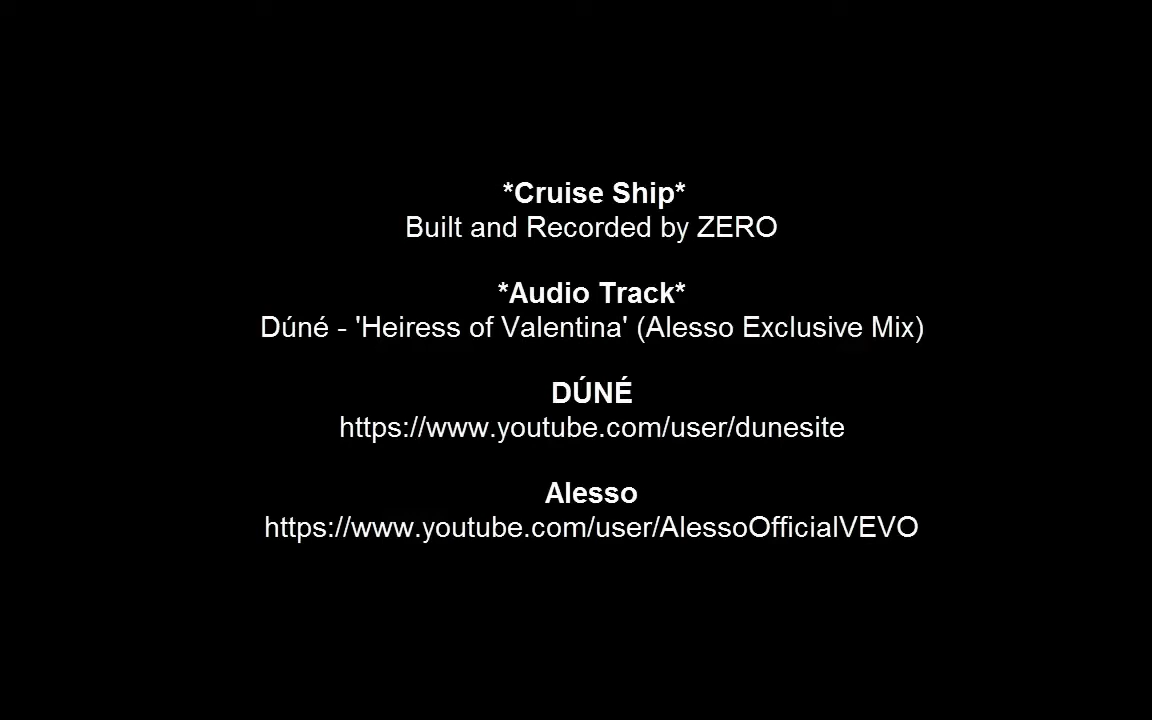 *Cruise Ship*
Built and Recorded by ZERO
*Audio Track*
Dúné - 'Heiress of Valentina' (Alesso Exclusive Mix)
DÚNÉ
https://www.youtube.com/user/dunesite
Alesso
https://www.youtube.com/user/AlessoOfficialVEVO